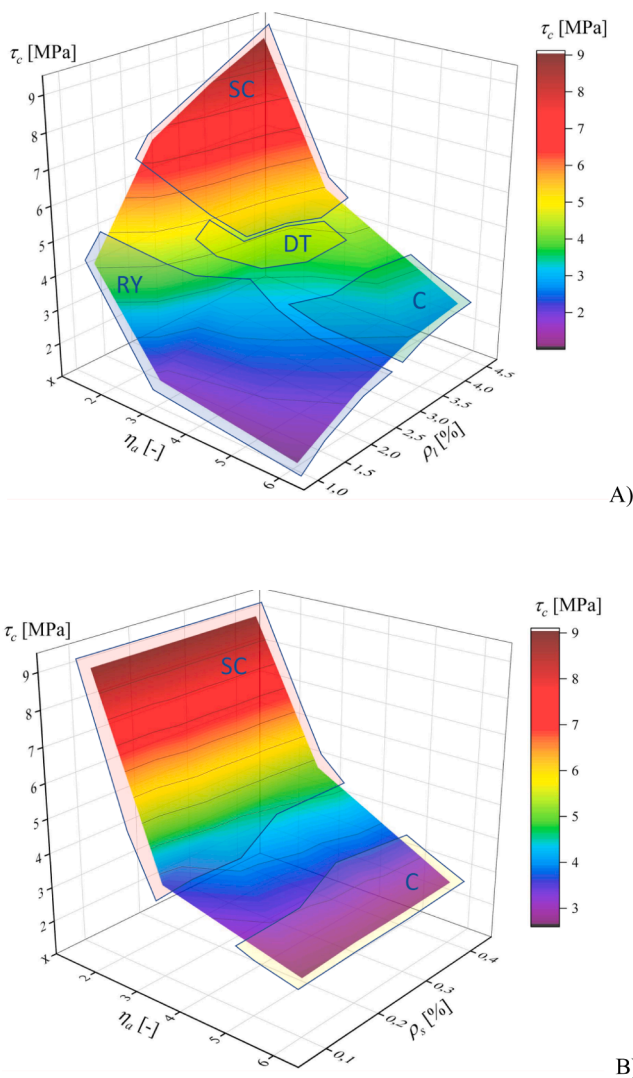 τc [MPa]
τc [MPa]
SC
DT
RY
C
9
8
7
6
5
4
3
2
x
2
3
4
5
6
ηa [-]
1,0
1,5
2,0
2,5
3,0
3,5
4,0
4,5
ρl [%]
9
8
7
6
5
4
3
2
A)
τc [MPa]
τc [MPa]
SC
C
9
8
7
6
5
4
3
2
x
2
3
4
5
6
ηa [-]
0,1
0,2
0,3
0,4
ρs [%]
9
8
7
6
5
4
3
B)